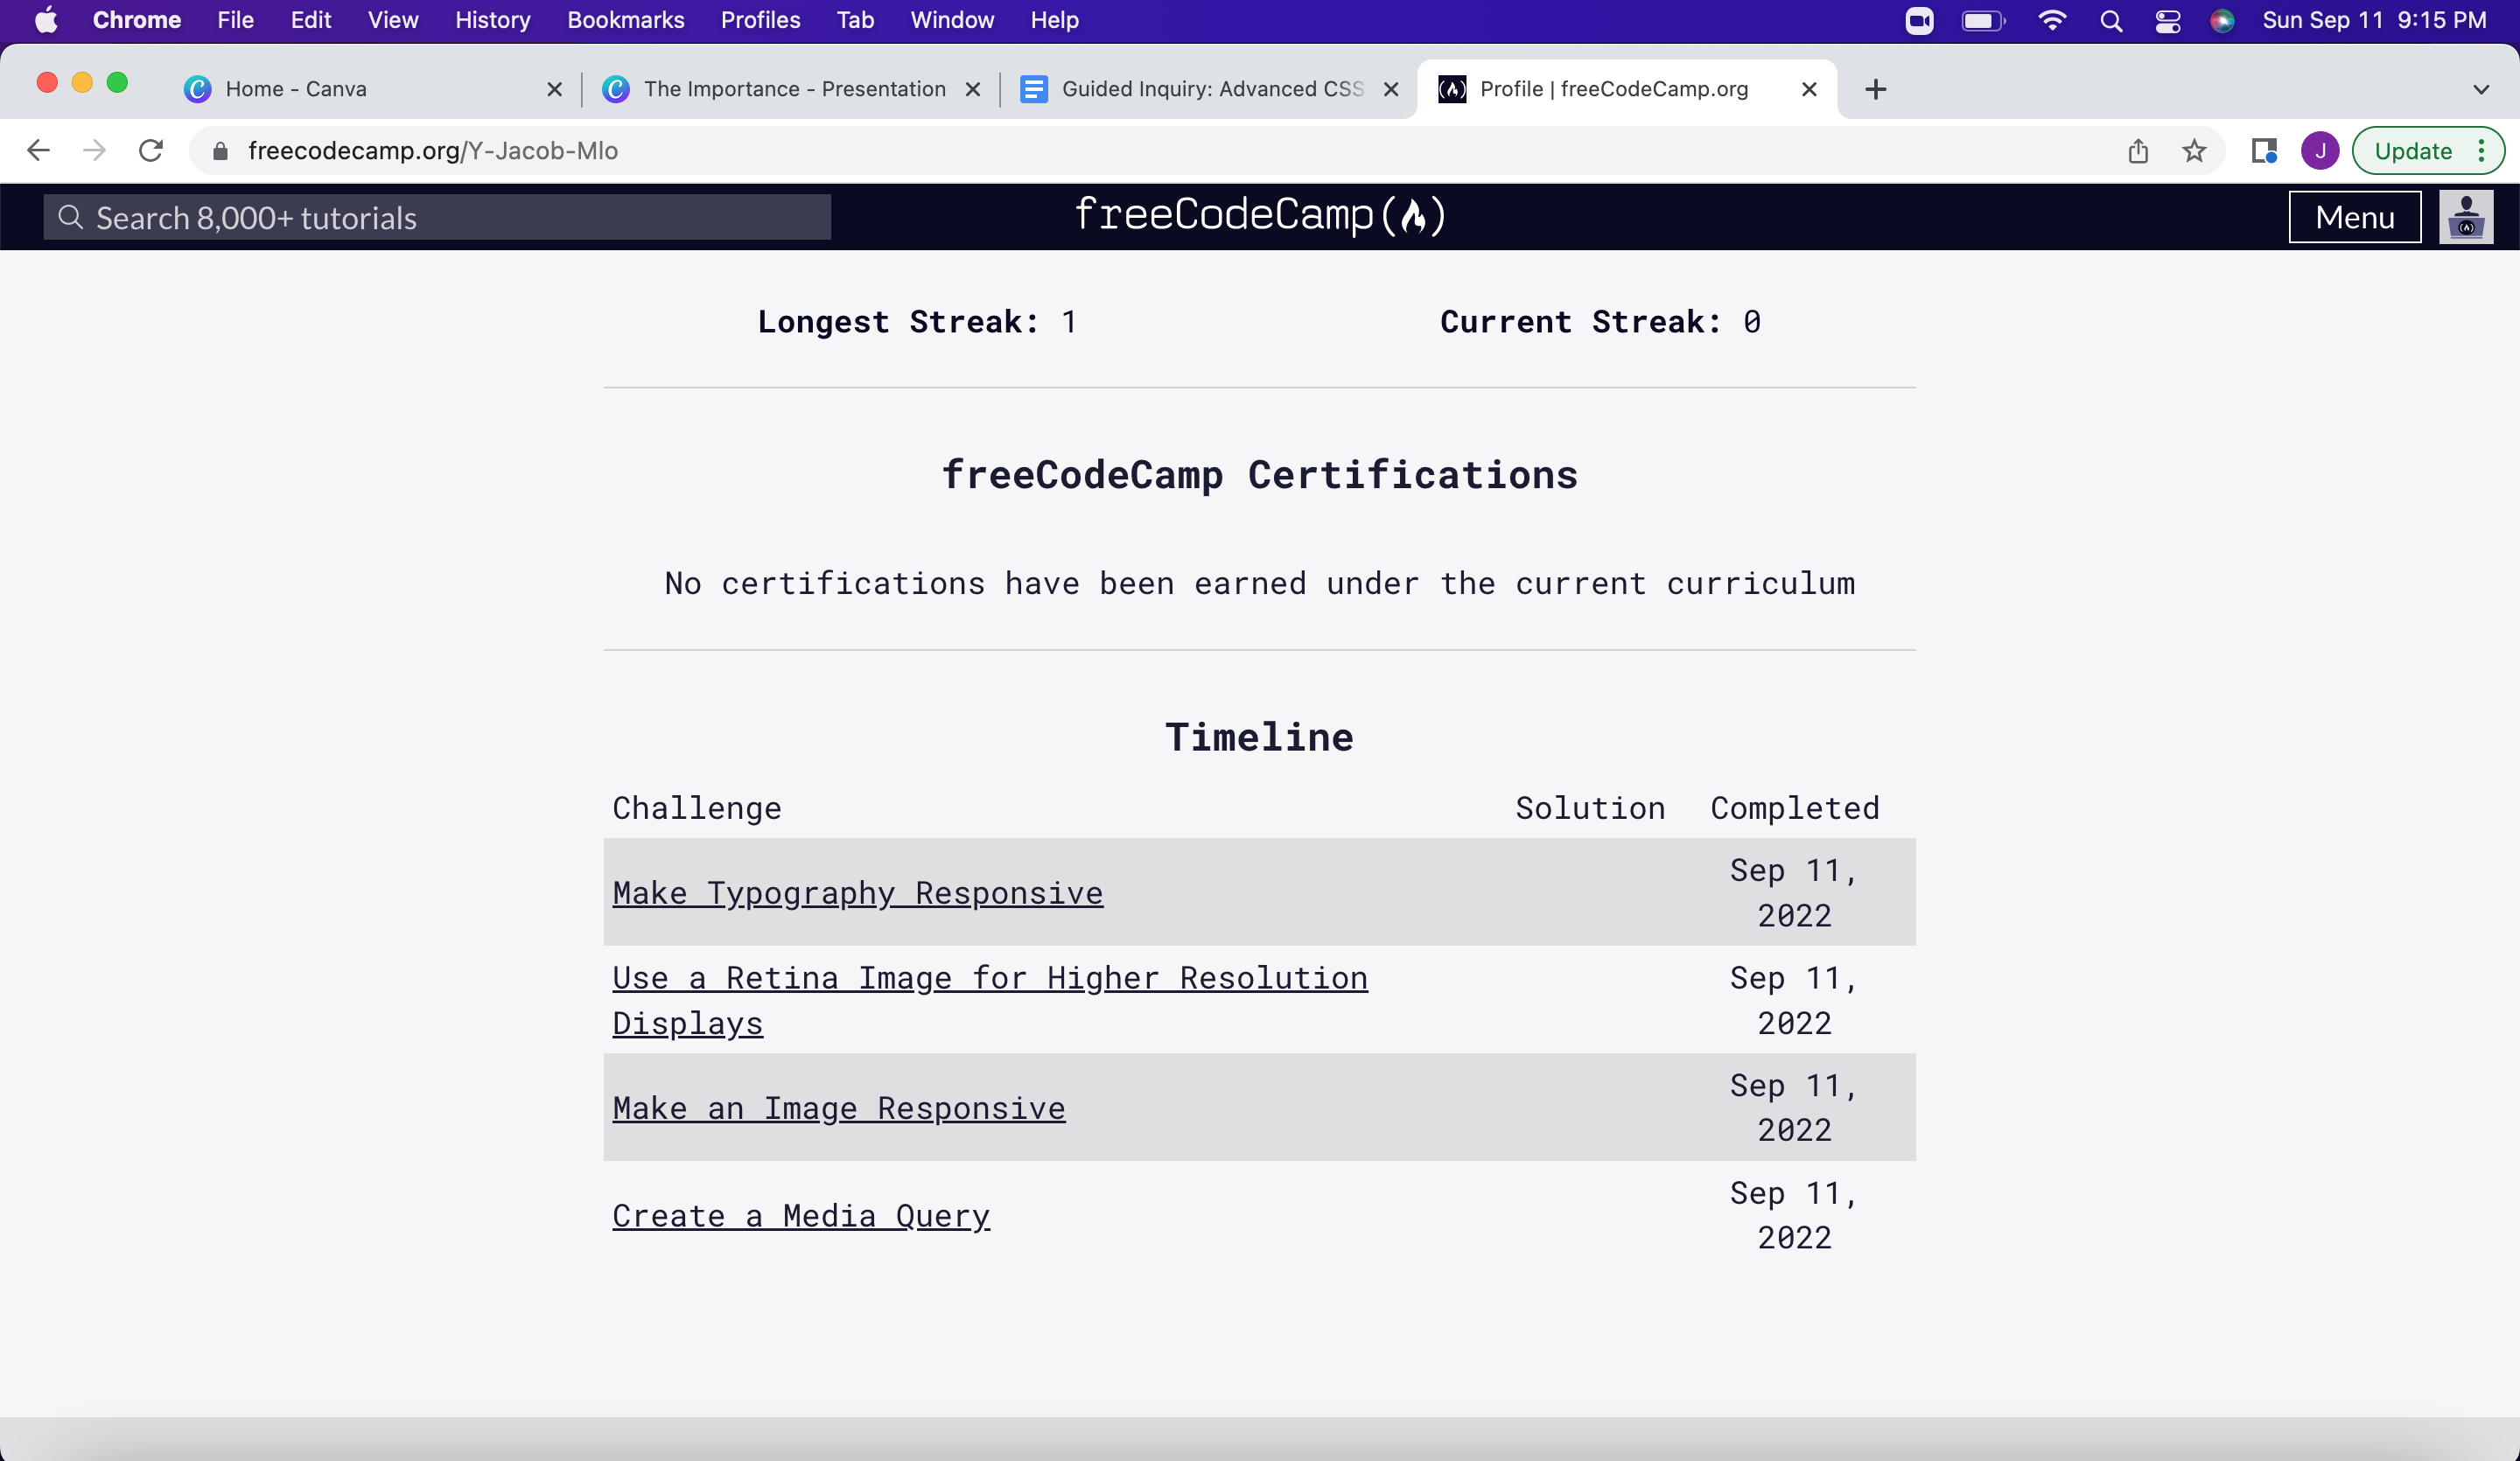 Chrome File Edit View History Bookmarks Profiles Tab Window Help Sun Sep 11 9:15 PM
Home - Canva
The Importance - Presentation
Guided Inquiry: Advanced CSS
Profile | freeCodeCamp.org
freecodecamp.org/Y-Jacob-Mlo
J
Update
Search 8,000+ tutorials
freeCodeCamp
Menu
Longest Streak: 1
Current Streak: 0
freeCodeCamp Certifications
No certifications have been earned under the current curriculum
Timeline
Challenge Solution Completed
Make Typography Responsive
Sep 11,
2022
Use a Retina Image for Higher Resolution
Displays
Sep 11,
2022
Make an Image Responsive
Sep 11,
2022
Create a Media Query
Sep 11,
2022